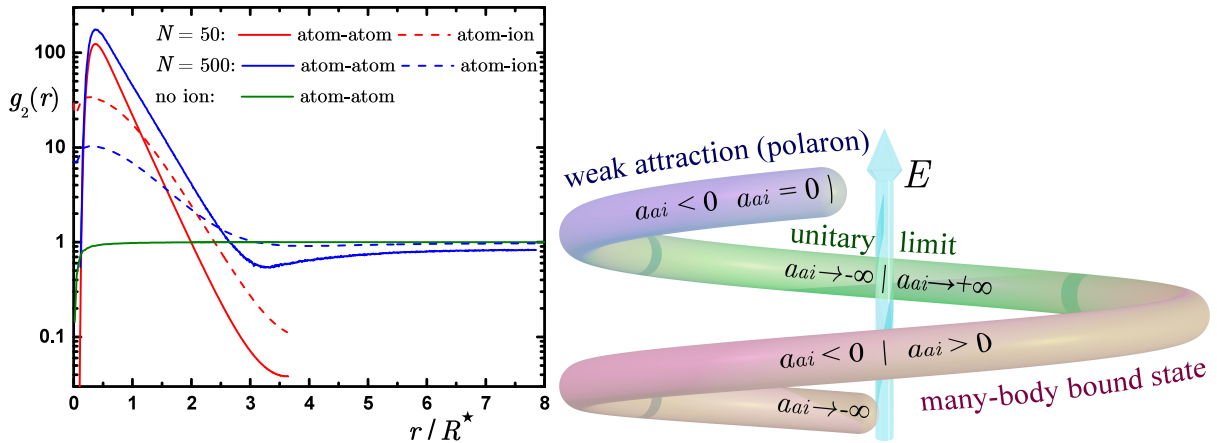 N = 50: atom-atom atom-ion
N = 500: atom-atom atom-ion
no ion: atom-atom
g₂(r)
100
10
1
0.1
0 1 2 3 4 5 6 7 8
r / R★
weak attraction (polaron)
E
aₐᵢ < 0 aₐᵢ = 0 |
unitary limit
aₐᵢ→-∞ | aₐᵢ→+∞
aₐᵢ < 0 | aₐᵢ > 0
many-body bound state
aₐᵢ→-∞